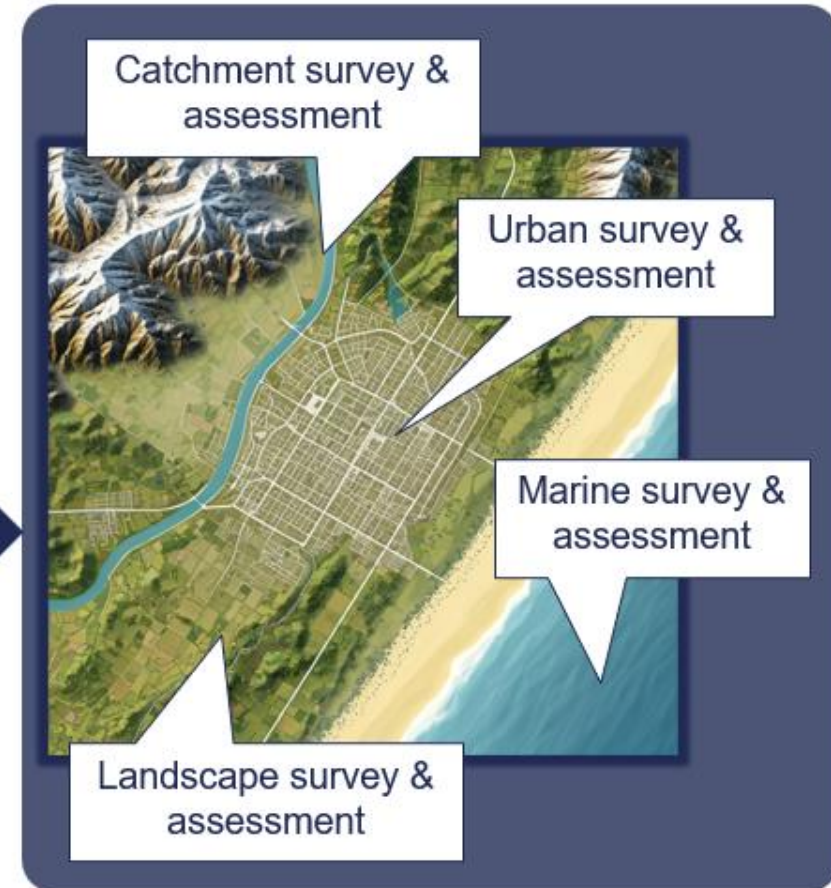 Catchment survey &
assessment
Urban survey &
assessment
Marine survey &
assessment
Landscape survey &
assessment